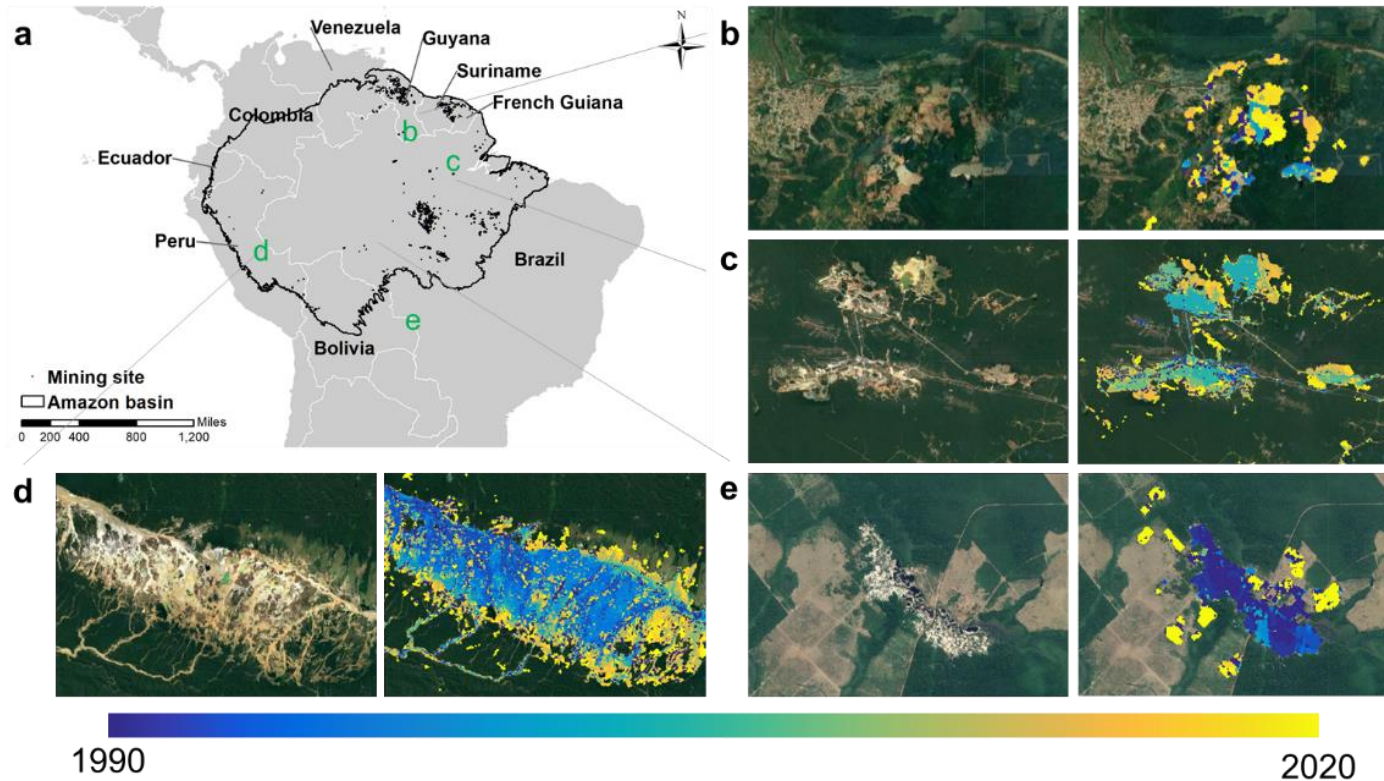 a
N
Venezuela
Guyana
Suriname
French Guiana
Colombia
b
c
Ecuador
Peru
d
Brazil
e
Bolivia
Mining site
Amazon basin
Miles
0 200 400 800 1,200
b
c
d
e
1990 2020